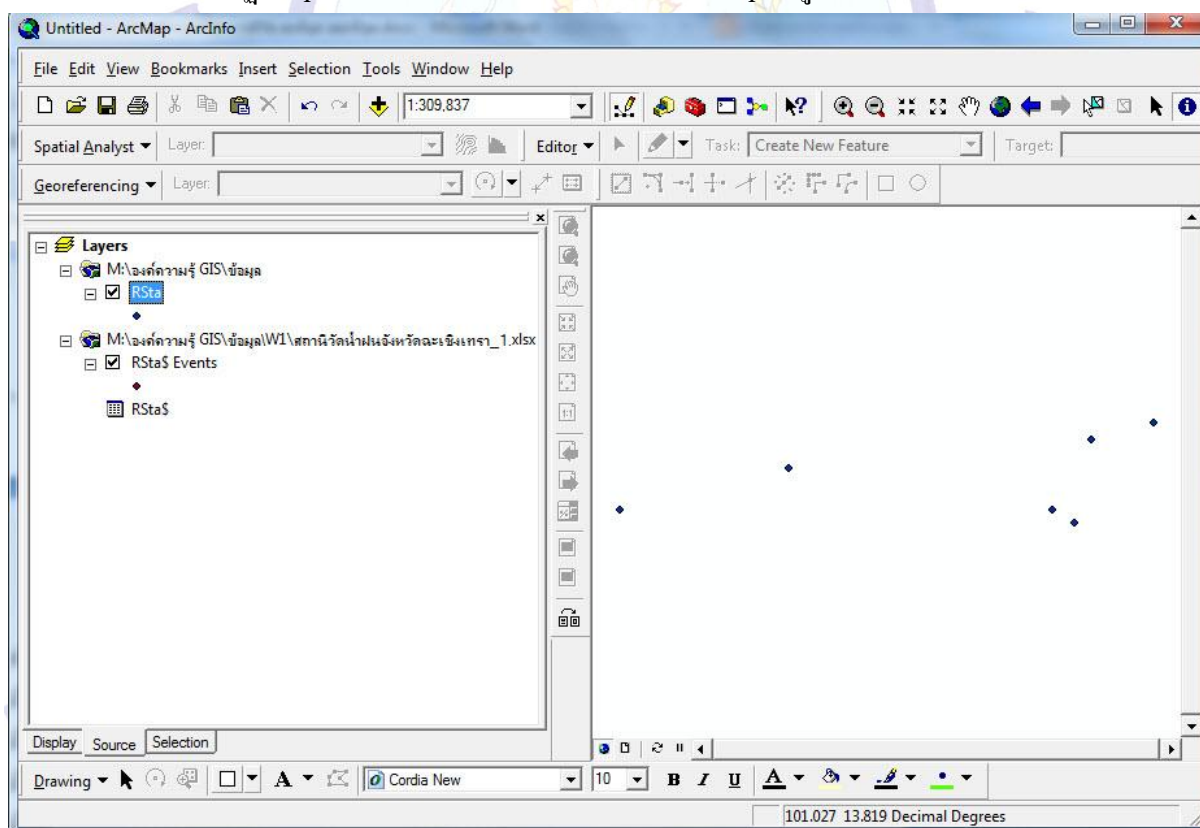 Untitled - ArcMap - ArcInfo
File Edit View Bookmarks Insert Selection Tools Window Help
1:309,837
Spatial Analyst Layer: Editor Task: Create New Feature Target:
Georeferencing Layer:
Layers
M:\องค์ความรู้ GIS\ข้อมูล
RSta
M:\องค์ความรู้ GIS\ข้อมูล\W1\สถานีวัดน้ำฝนจังหวัดฉะเชิงเทรา_1.xlsx
RSta$ Events
RSta$
1:1
Display Source Selection
Drawing A Cordia New 10 B I U A
101.027 13.819 Decimal Degrees